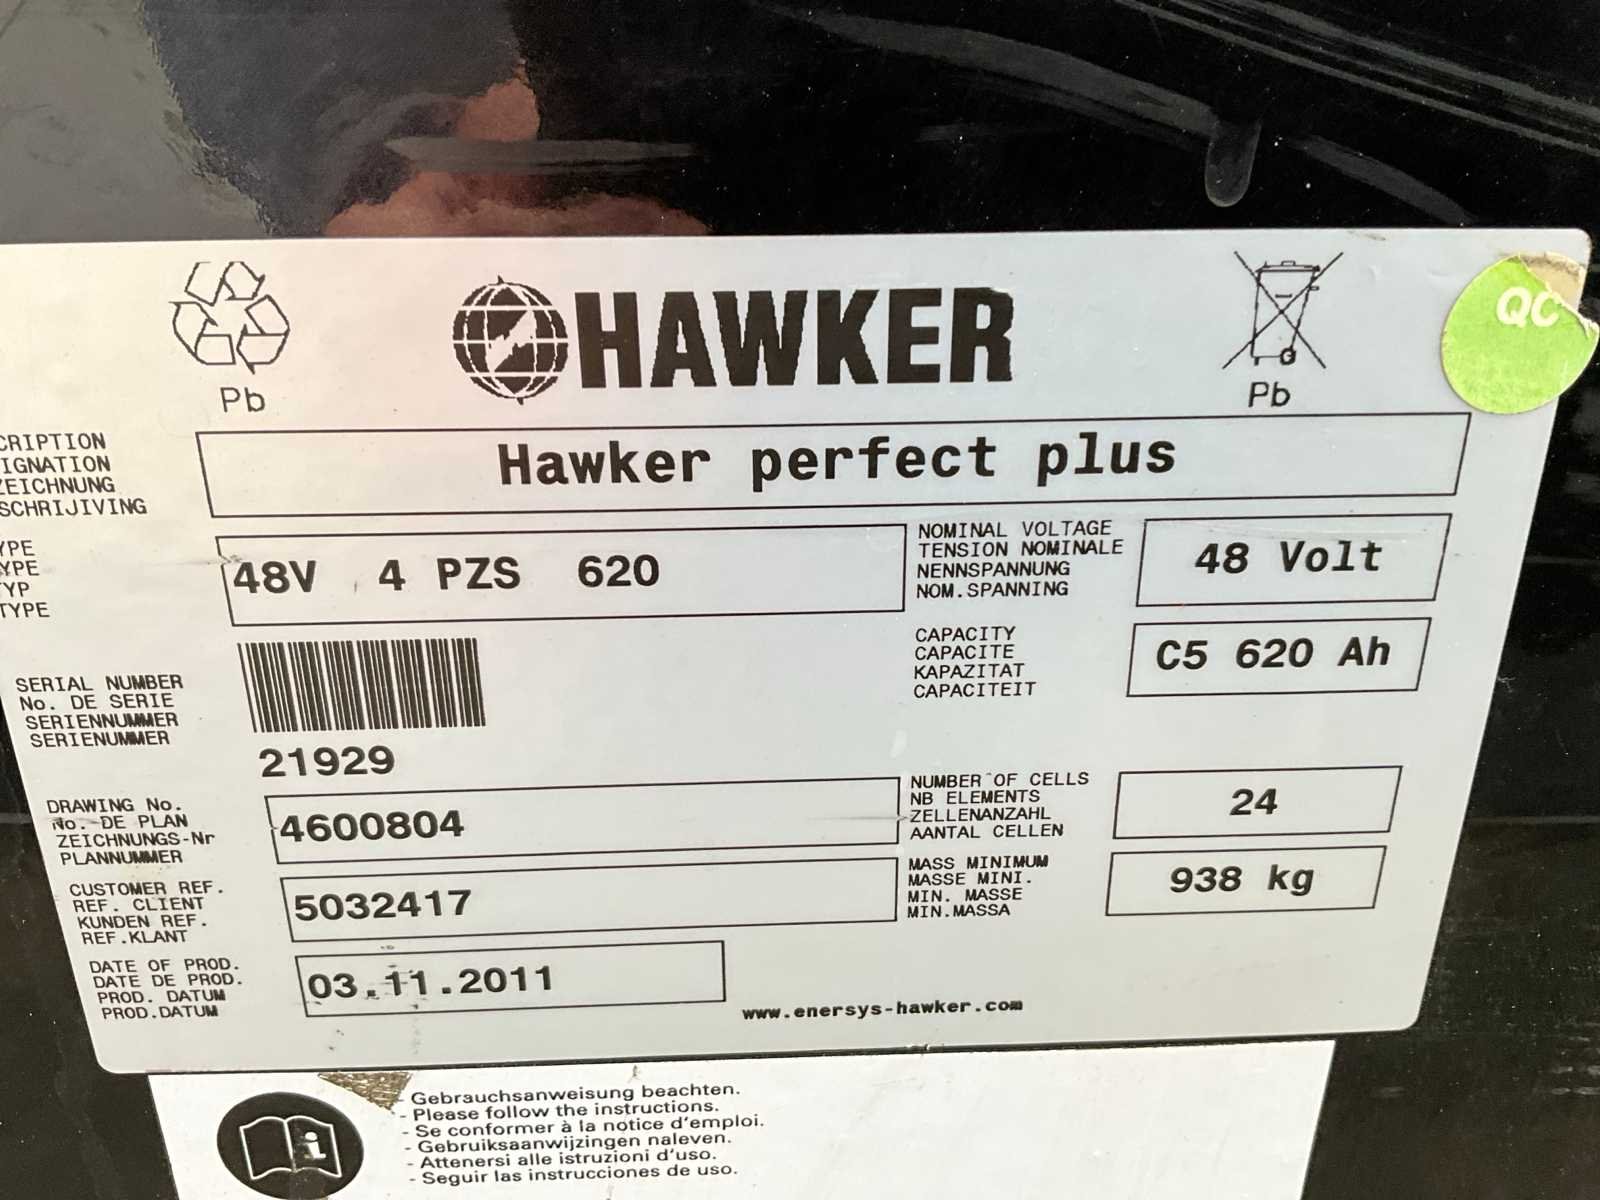 HAWKER
Pb
Pb
QC
CRIPTION
IGNATION
ZEICHNUNG
SCHRIJIVING
Hawker perfect plus
YPE
YPE
TYP
TYPE
48V 4 PZS 620
NOMINAL VOLTAGE
TENSION NOMINALE
NENNSPANNUNG
NOM.SPANNING
48 Volt
CAPACITY
CAPACITE
KAPAZITAT
CAPACITEIT
C5 620 Ah
SERIAL NUMBER
No. DE SERIE
SERIENNUMMER
SERIENUMMER
21929
DRAWING No.
No. DE PLAN
ZEICHNUNGS-Nr
PLANNUMMER
4600804
NUMBER OF CELLS
NB ELEMENTS
ZELLENANZAHL
AANTAL CELLEN
24
CUSTOMER REF.
REF. CLIENT
KUNDEN REF.
REF.KLANT
5032417
MASS MINIMUM
MASSE MINI.
MIN. MASSE
MIN.MASSA
938 kg
DATE OF PROD.
DATE DE PROD.
PROD. DATUM
PROD.DATUM
03.11.2011
www.enersys-hawker.com
- Gebrauchsanweisung beachten.
- Please follow the instructions.
- Se conformer à la notice d'emploi.
- Gebruiksaanwijzingen naleven.
- Attenersi alle istruzioni d'uso.
- Seguir las instrucciones de uso.